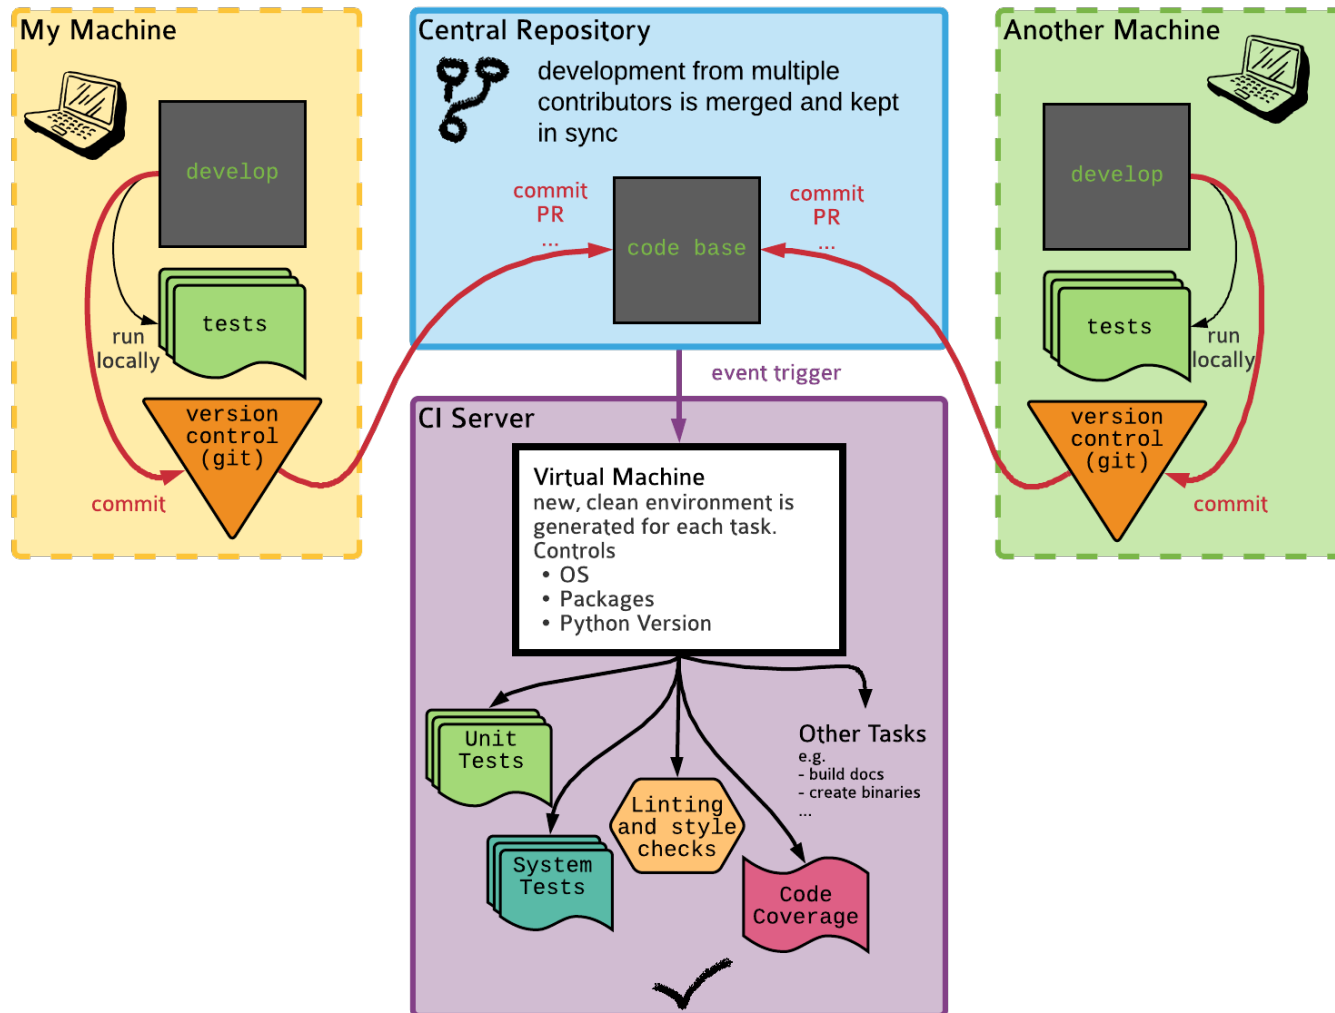 My Machine
develop
run
locally
tests
version
control
(git)
commit
Central Repository
development from multiple
contributors is merged and kept
in sync
commit
PR
...
code base
commit
PR
...
event trigger
Another Machine
develop
tests
run
locally
version
control
(git)
commit
CI Server
Virtual Machine
new, clean environment is
generated for each task.
Controls
• OS
• Packages
• Python Version
Unit
Tests
System
Tests
Linting
and style
checks
Code
Coverage
Other Tasks
e.g.
- build docs
- create binaries
...